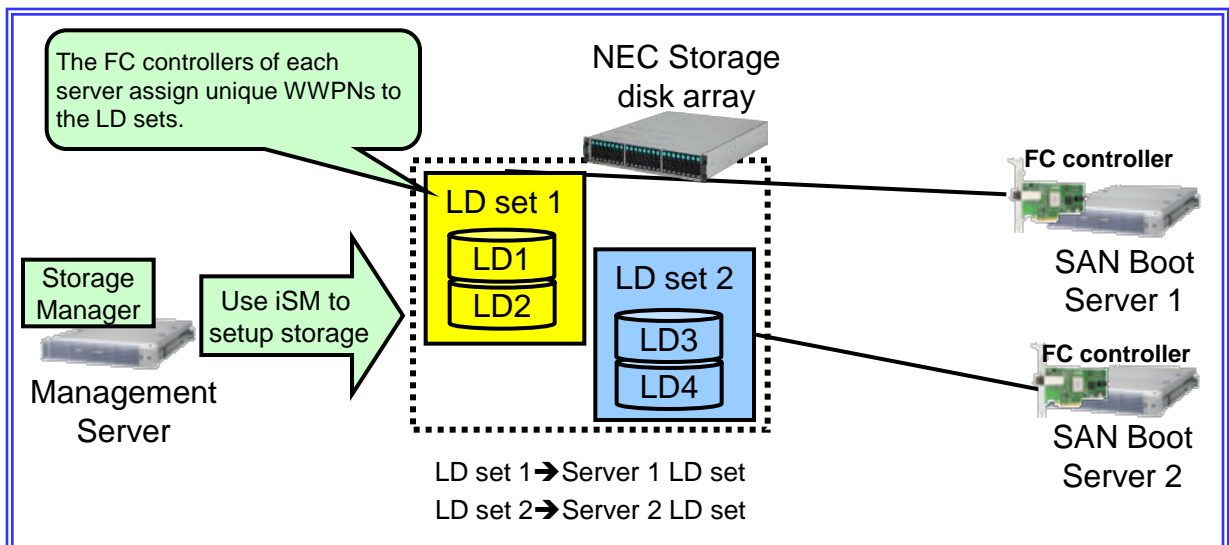 The FC controllers of each
server assign unique WWPNs to
the LD sets.
NEC Storage
disk array
FC controller
SAN Boot
Server 1
LD set 1
LD1
LD2
Storage
Manager
Use iSM to
setup storage
Management
Server
LD set 2
LD3
LD4
FC controller
SAN Boot
Server 2
LD set 1➔Server 1 LD set
LD set 2➔Server 2 LD set